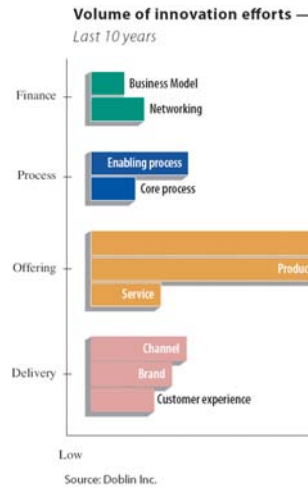 Volume of innovation efforts —
Last 10 years
Finance
Business Model
Networking
Process
Enabling process
Core process
Offering
Produc
Service
Delivery
Channel
Brand
Customer experience
Low
Source: Doblin Inc.